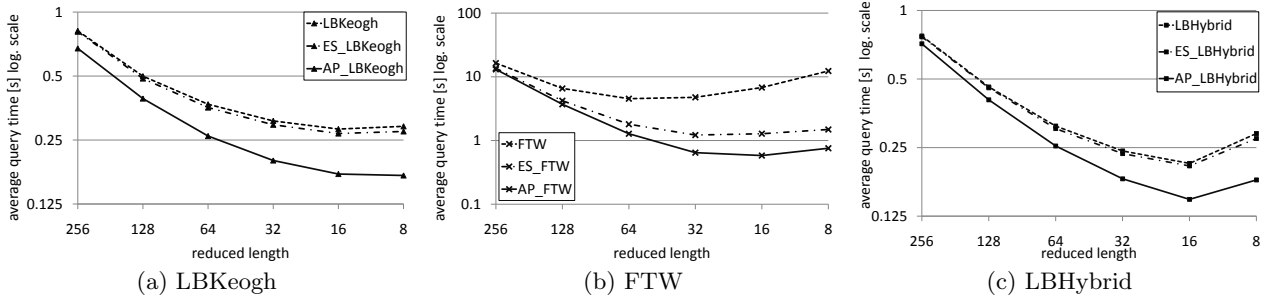 average query time [s] log. scale
1
0.5
0.25
0.125
LBKeogh
ES_LBKeogh
AP_LBKeogh
256 128 64 32 16 8
reduced length
(a) LBKeogh
average query time [s] log. scale
100
10
1
0.1
FTW
ES_FTW
AP_FTW
256 128 64 32 16 8
reduced length
(b) FTW
average query time [s] log. scale
1
0.5
0.25
0.125
LBHybrid
ES_LBHybrid
AP_LBHybrid
256 128 64 32 16 8
reduced length
(c) LBHybrid